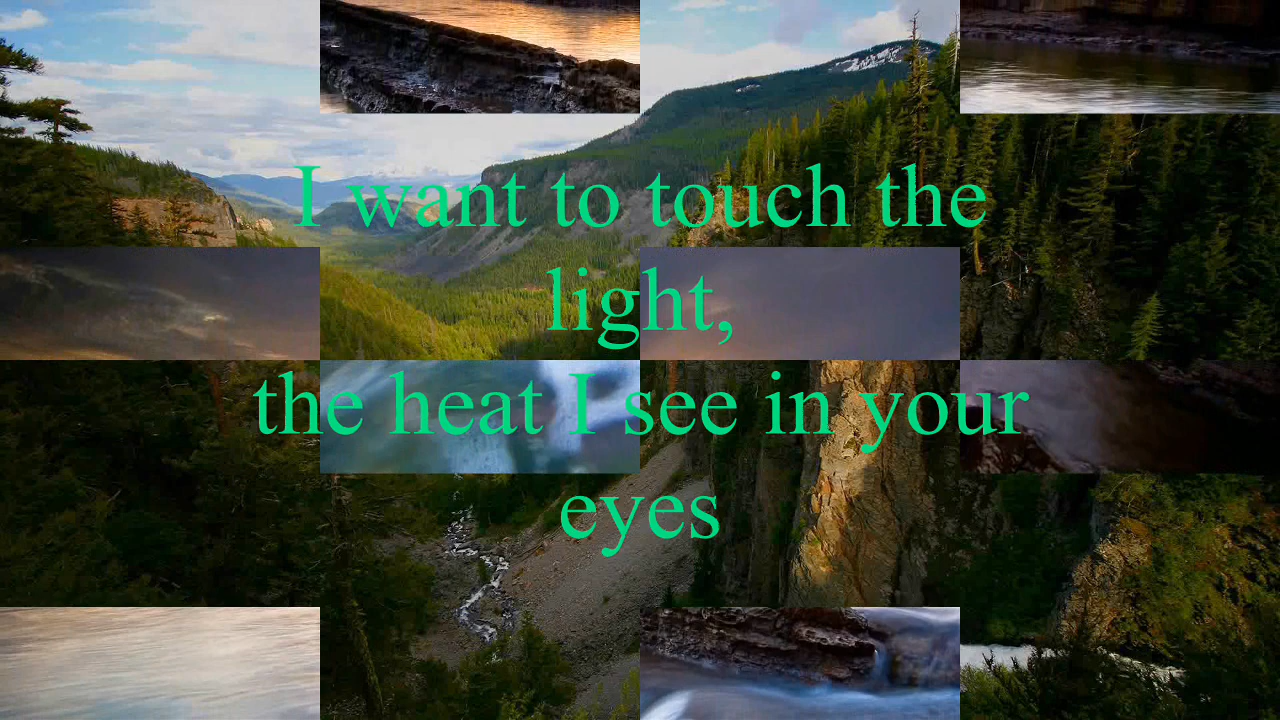 I want to touch the
light,
the heat I see in your
eyes